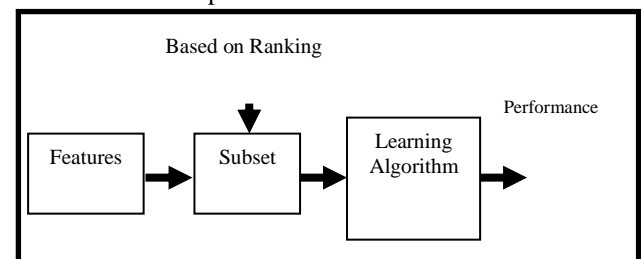 Based on Ranking
Performance
Features
Subset
Learning
Algorithm